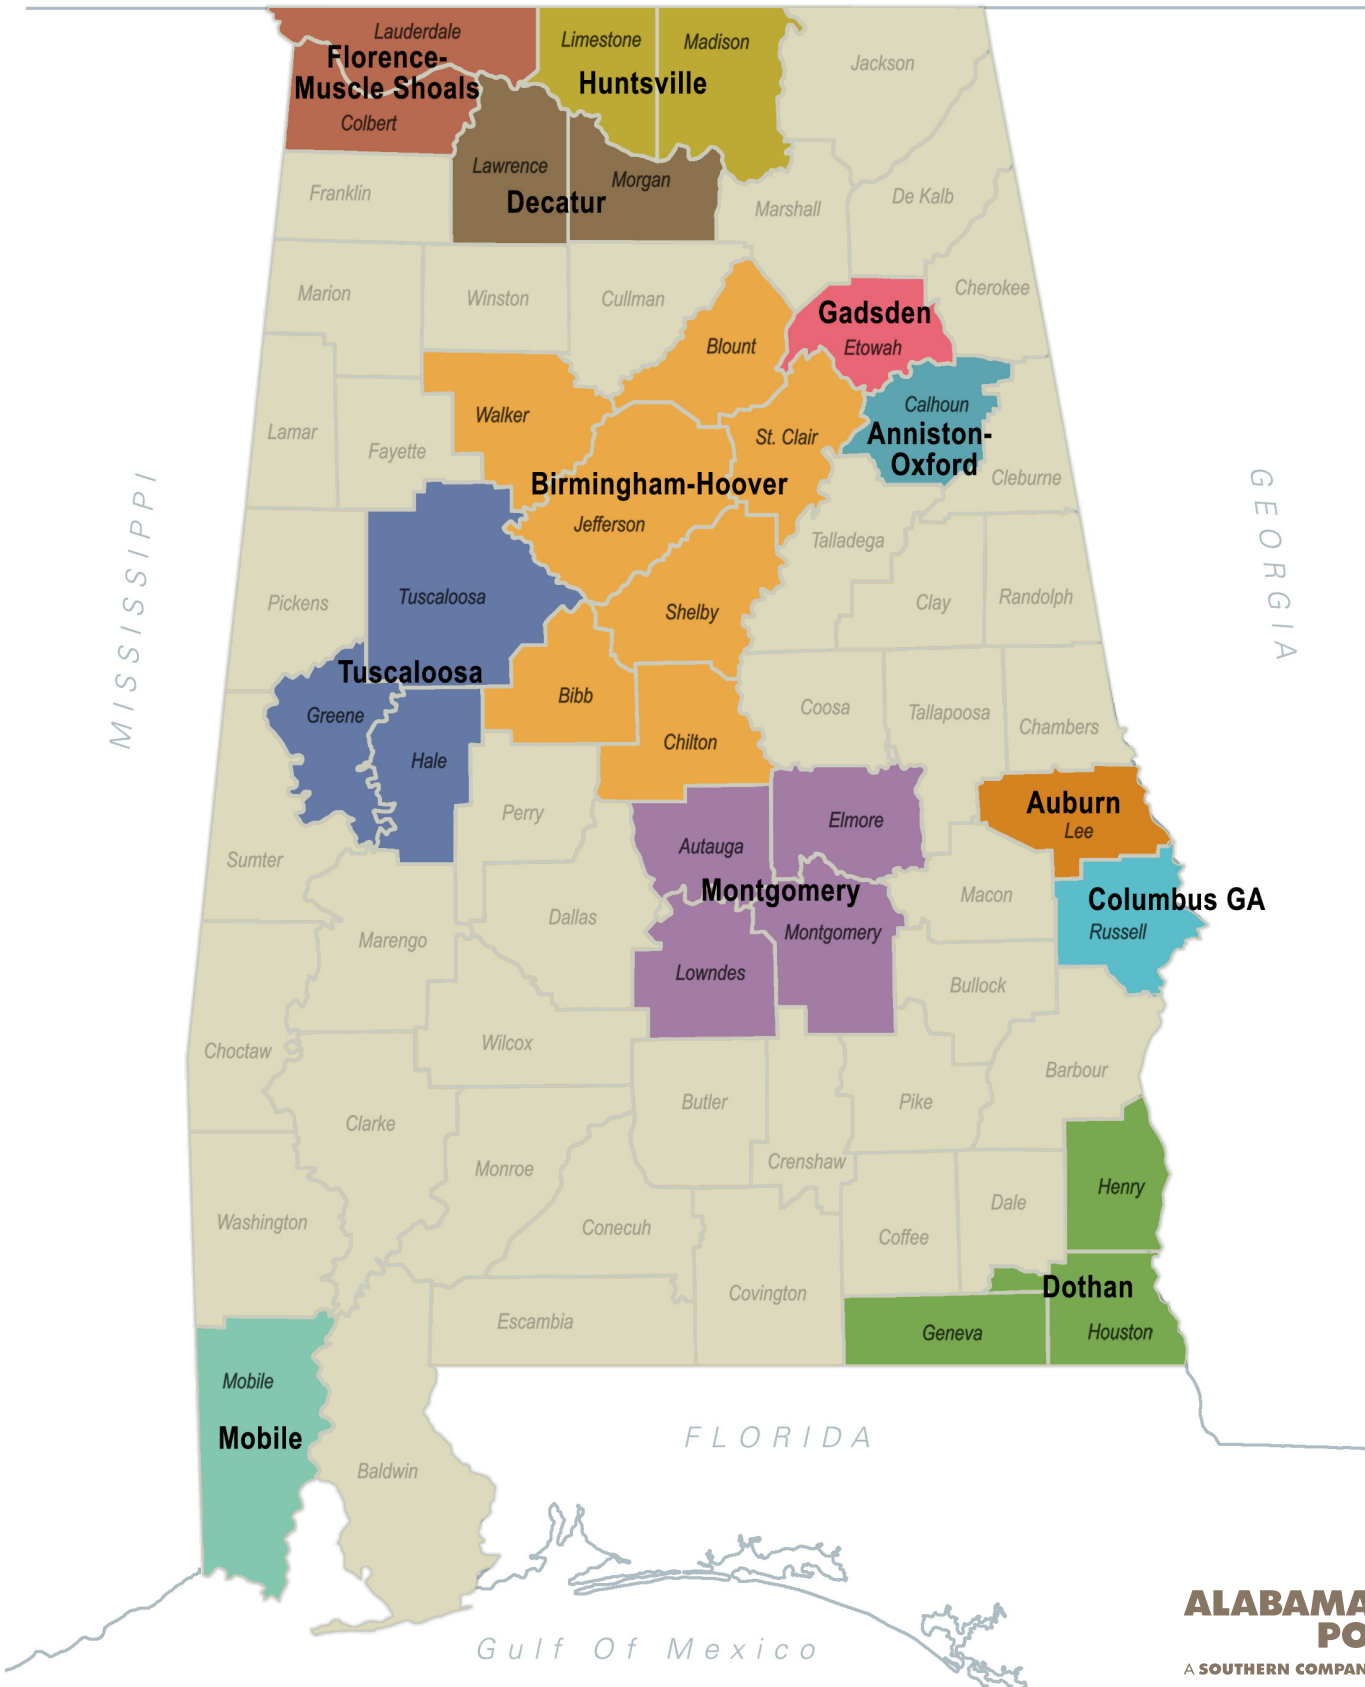 Lauderdale
Limestone
Madison
Jackson
Florence-
Muscle Shoals
Huntsville
Colbert
Lawrence
Morgan
Decatur
Franklin
Marshall
De Kalb
Marion
Winston
Cullman
Cherokee
Gadsden
Etowah
Blount
Walker
St. Clair
Calhoun
Anniston-
Oxford
Lamar
Fayette
Cleburne
Birmingham-Hoover
Jefferson
Talladega
MISSISSIPPI
GEORGIA
Pickens
Tuscaloosa
Shelby
Clay
Randolph
Tuscaloosa
Greene
Hale
Bibb
Chilton
Coosa
Tallapoosa
Chambers
Perry
Autauga
Elmore
Auburn
Lee
Sumter
Montgomery
Montgomery
Macon
Columbus GA
Russell
Dallas
Marengo
Lowndes
Bullock
Choctaw
Wilcox
Barbour
Clarke
Butler
Pike
Monroe
Crenshaw
Henry
Washington
Conecuh
Coffee
Dale
Covington
Dothan
Escambia
Geneva
Houston
Mobile
Mobile
Baldwin
FLORIDA
Gulf Of Mexico
ALABAMA
PO
A SOUTHERN COMPAN